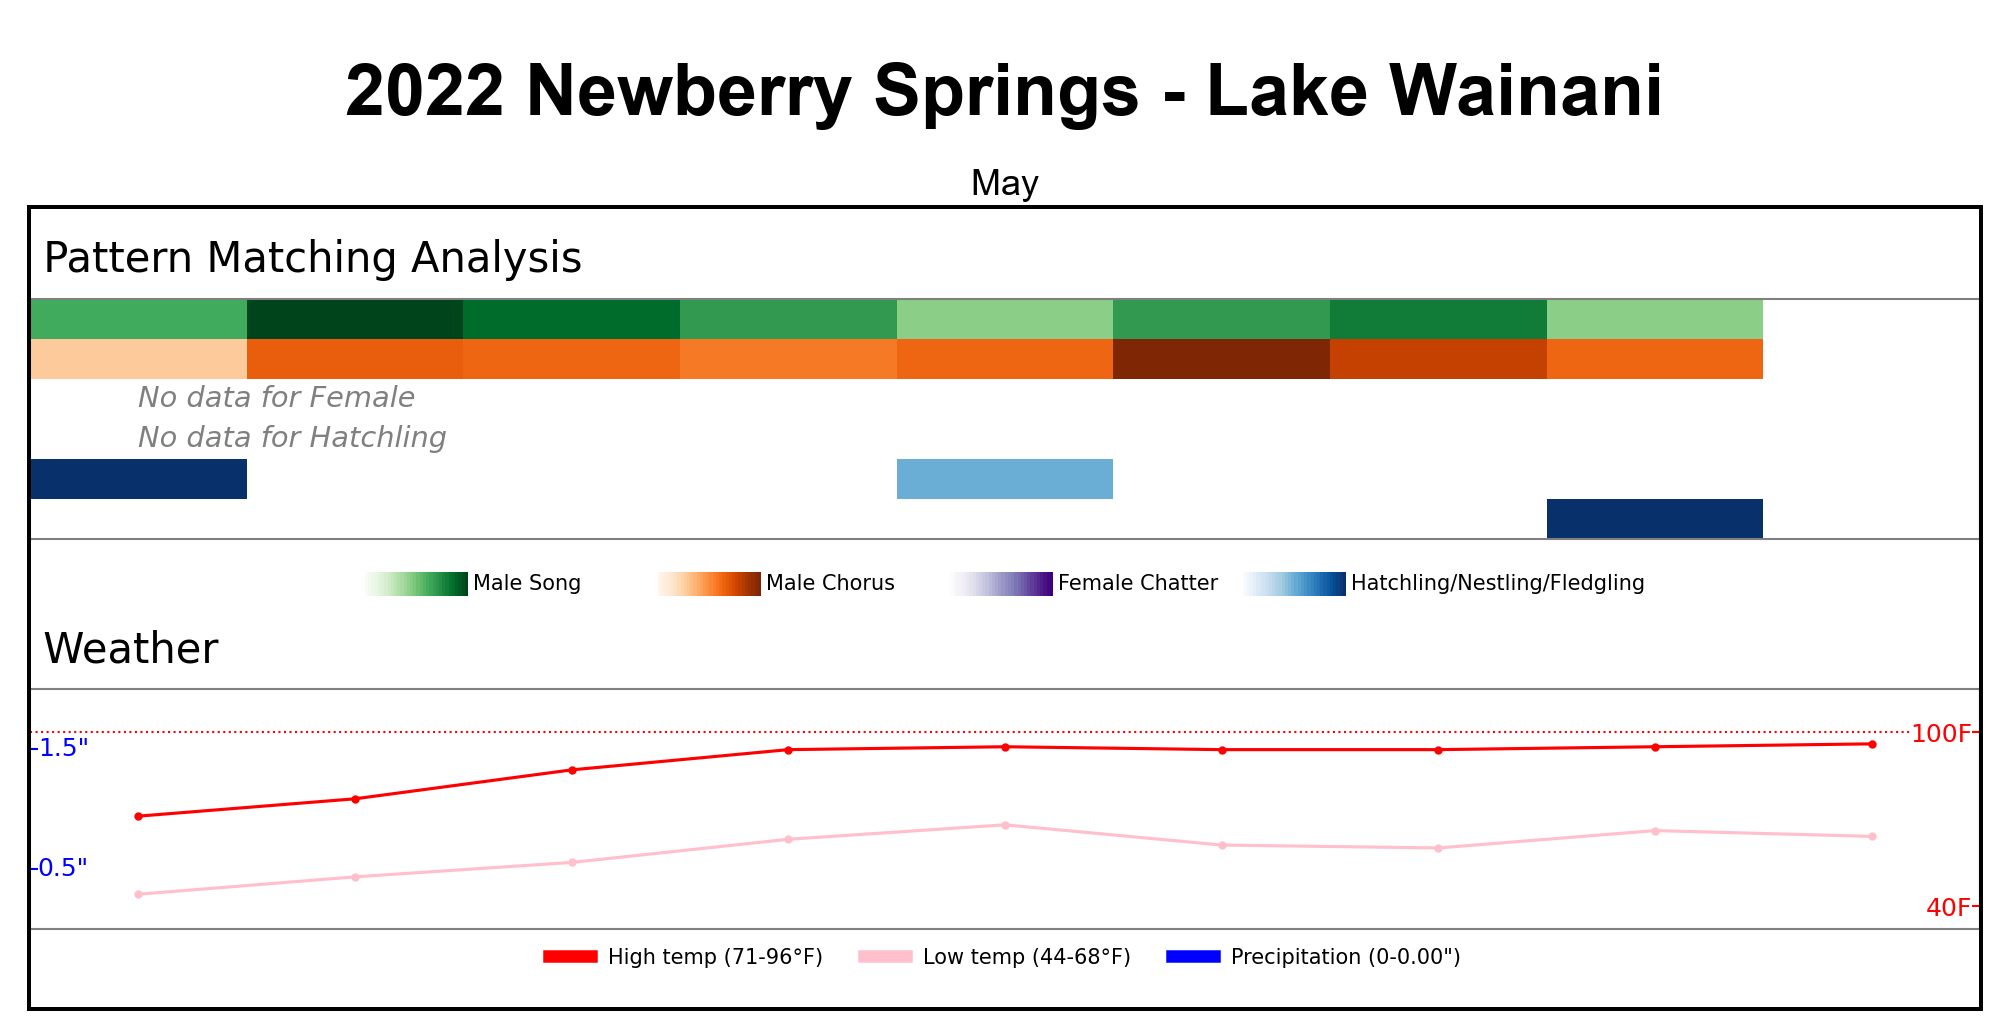 2022 Newberry Springs - Lake Wainani
May
Pattern Matching Analysis
No data for Female
No data for Hatchling
Male Song
Male Chorus
Female Chatter
Hatchling/Nestling/Fledgling
Weather
1.5"
100F
0.5"
40F
High temp (71-96°F)
Low temp (44-68°F)
Precipitation (0-0.00")